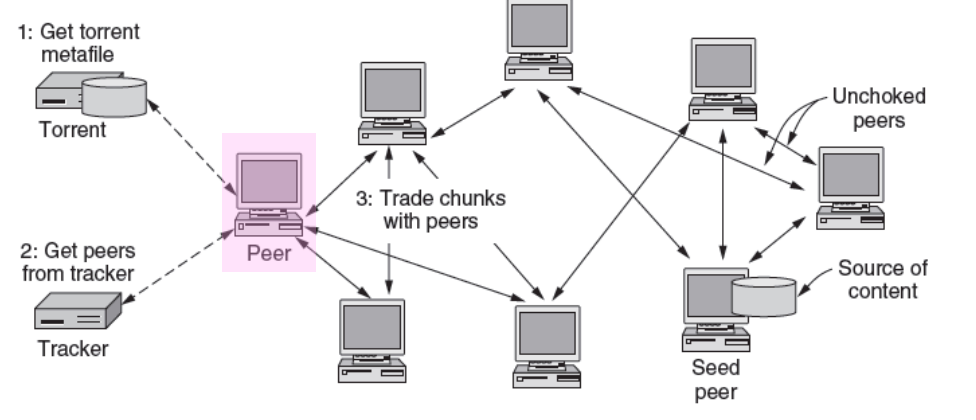 1: Get torrent
metafile
Torrent
Unchoked
peers
3: Trade chunks
with peers
Peer
2: Get peers
from tracker
Source of
content
Tracker
Seed
peer